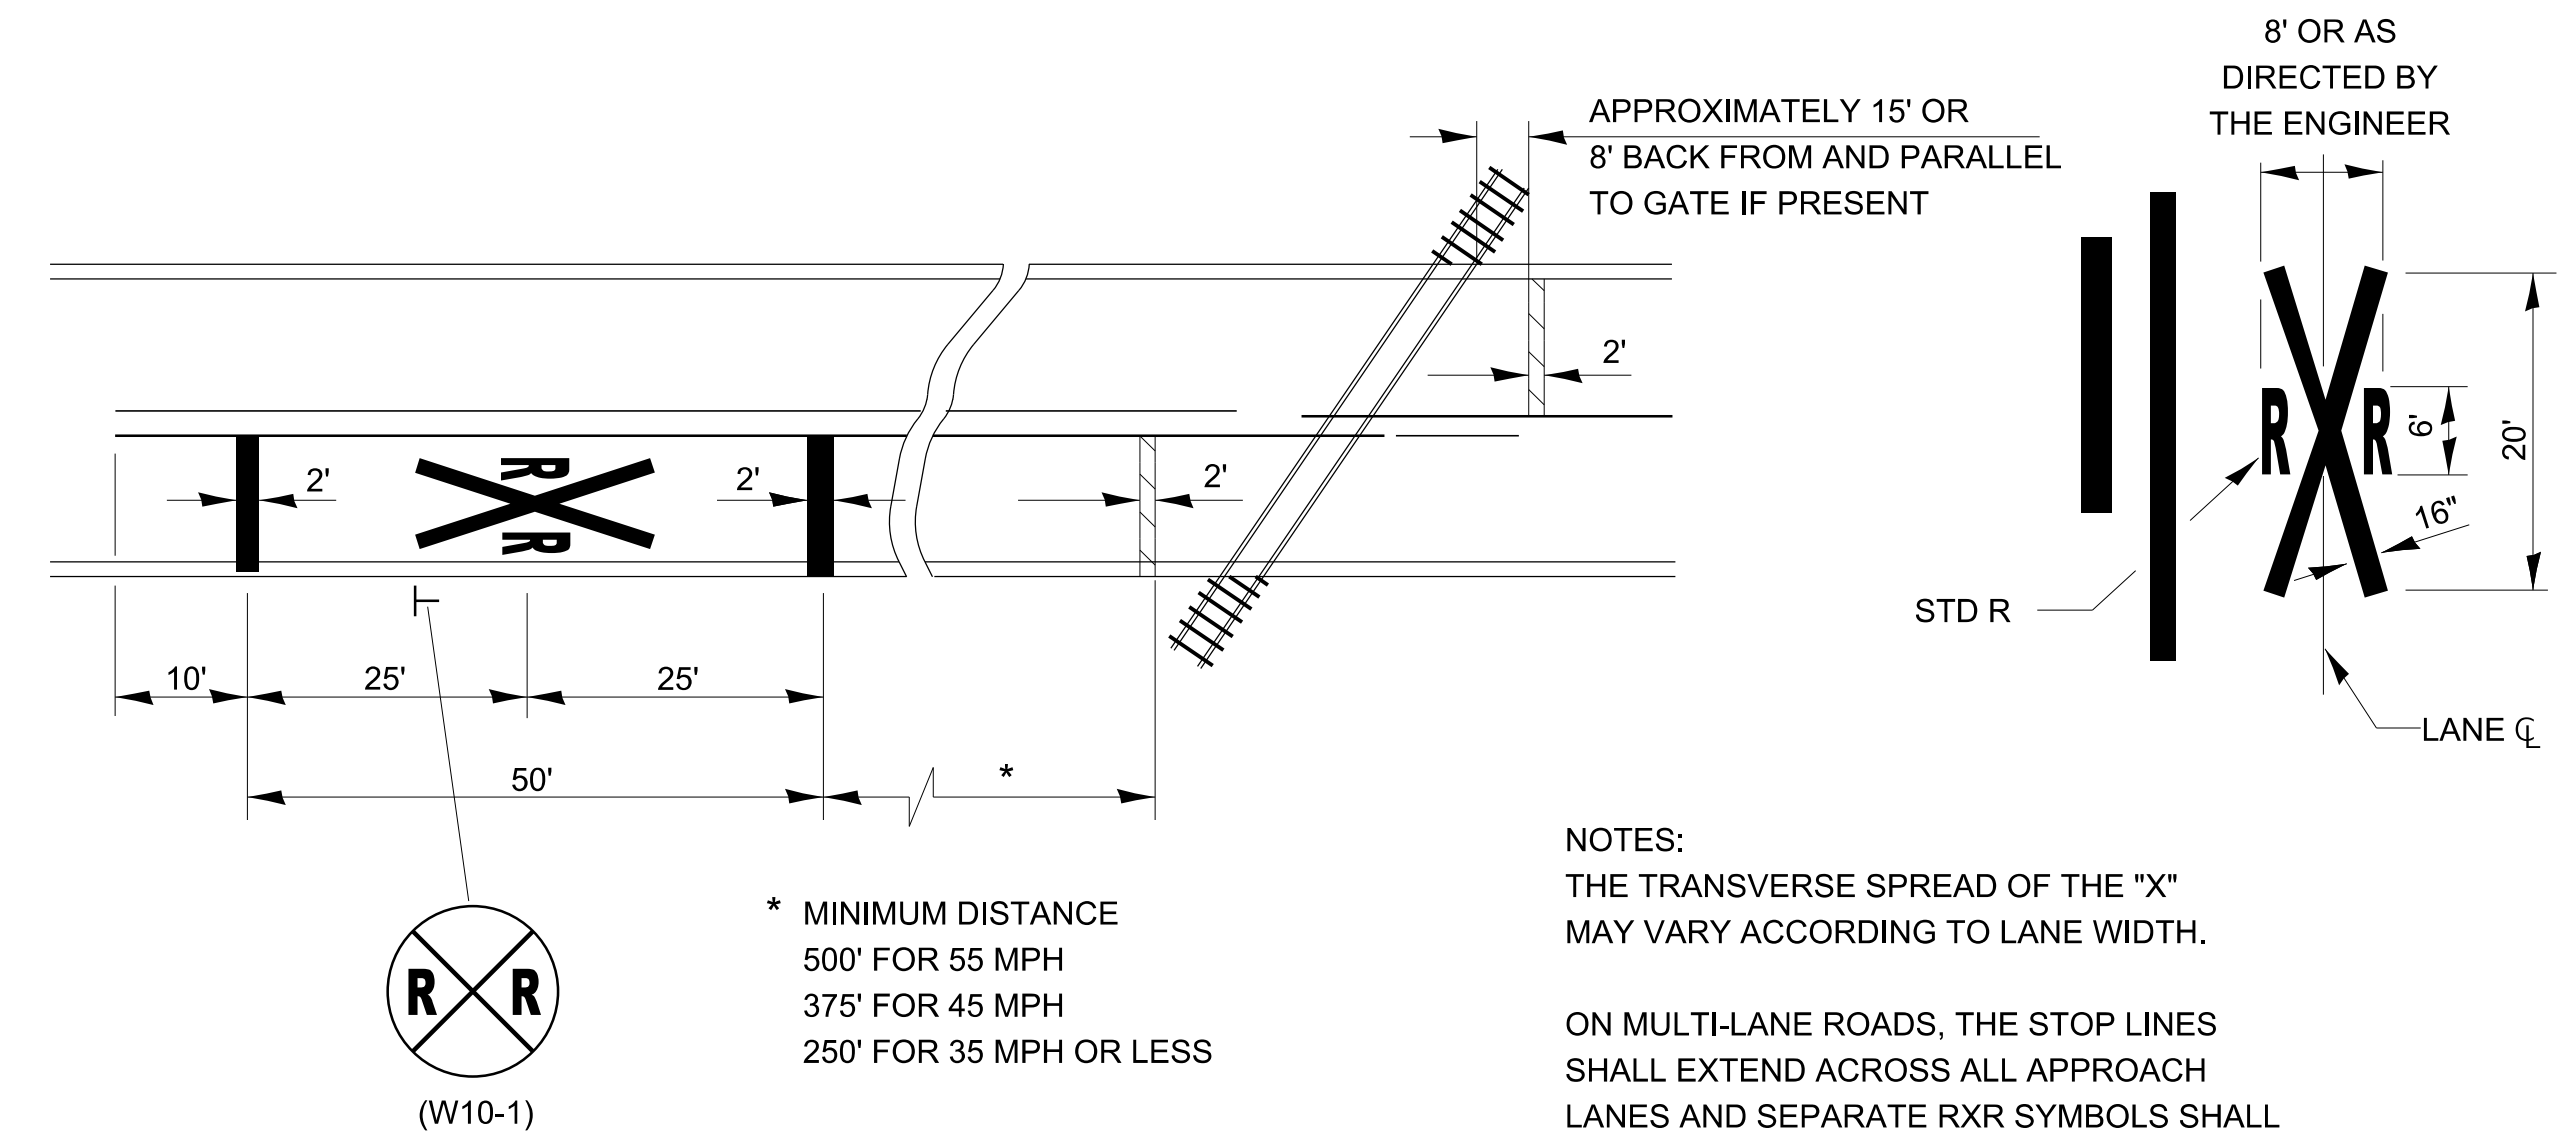 8' OR AS
DIRECTED BY
THE ENGINEER
APPROXIMATELY 15' OR
8' BACK FROM AND PARALLEL
TO GATE IF PRESENT
2'
2'
R
R
2'
2'
R
R
6'
20'
16"
STD R
LANE ℄
10'
25'
25'
50'
*
R R
(W10-1)
* MINIMUM DISTANCE
500' FOR 55 MPH
375' FOR 45 MPH
250' FOR 35 MPH OR LESS
NOTES:
THE TRANSVERSE SPREAD OF THE "X"
MAY VARY ACCORDING TO LANE WIDTH.
ON MULTI-LANE ROADS, THE STOP LINES
SHALL EXTEND ACROSS ALL APPROACH
LANES AND SEPARATE RXR SYMBOLS SHALL